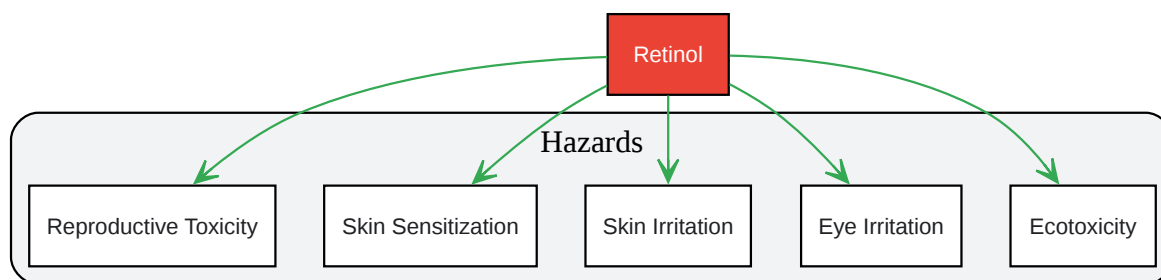 Retinol
Hazards
Reproductive Toxicity
Skin Sensitization
Skin Irritation
Eye Irritation
Ecotoxicity